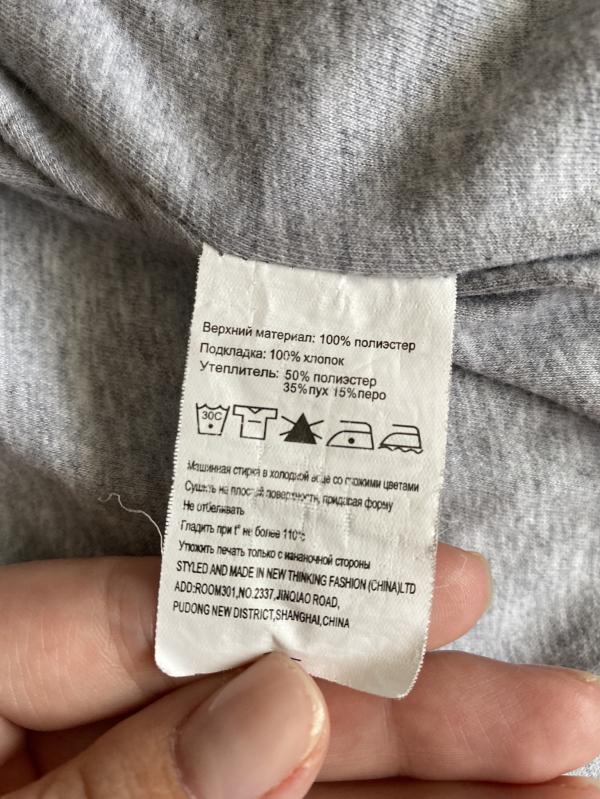 Верхний материал: 100% полиэстер
Подкладка: 100% хлопок
Утеплитель: 50% полиэстер
35%пух 15%перо
30C
Машинная стирка в холодной воде со схожими цветами
Сушить на плоской поверхности, придавая форму
Не отбеливать
Гладить при t° не более 110°
Утюжить печать только с изнаночной стороны
STYLED AND MADE IN NEW THINKING FASHION (CHINA)LTD
ADD:ROOM301,NO.2337,JINQIAO ROAD,
PUDONG NEW DISTRICT,SHANGHAI,CHINA